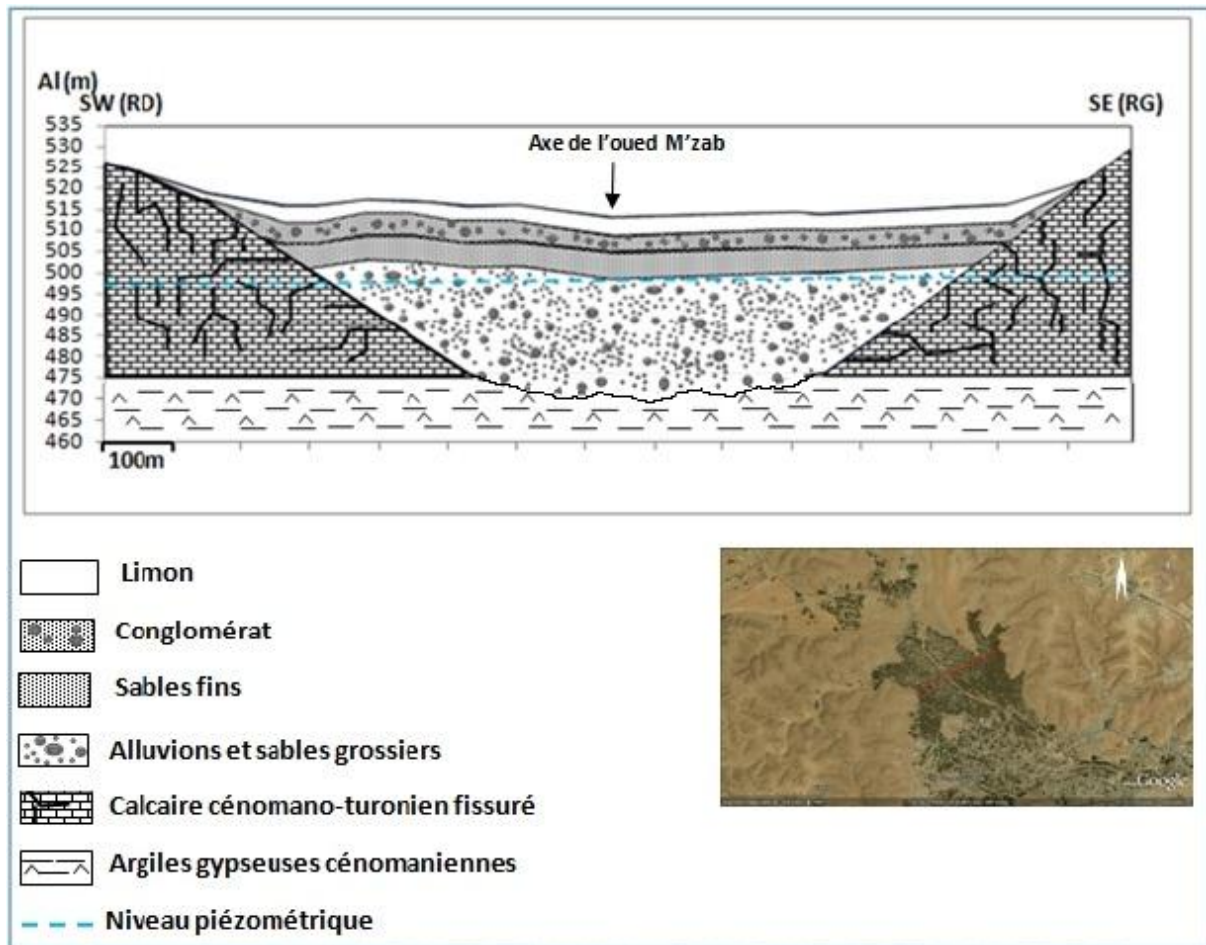 Al (m)
SW (RD)
SE (RG)
535
530
525
520
515
510
505
500
495
490
485
480
475
470
465
460
Axe de l'oued M'zab
100m
Limon
Conglomérat
Sables fins
Alluvions et sables grossiers
Calcaire cénomano-turonien fissuré
Argiles gypseuses cénomaniennes
Niveau piézométrique
Google